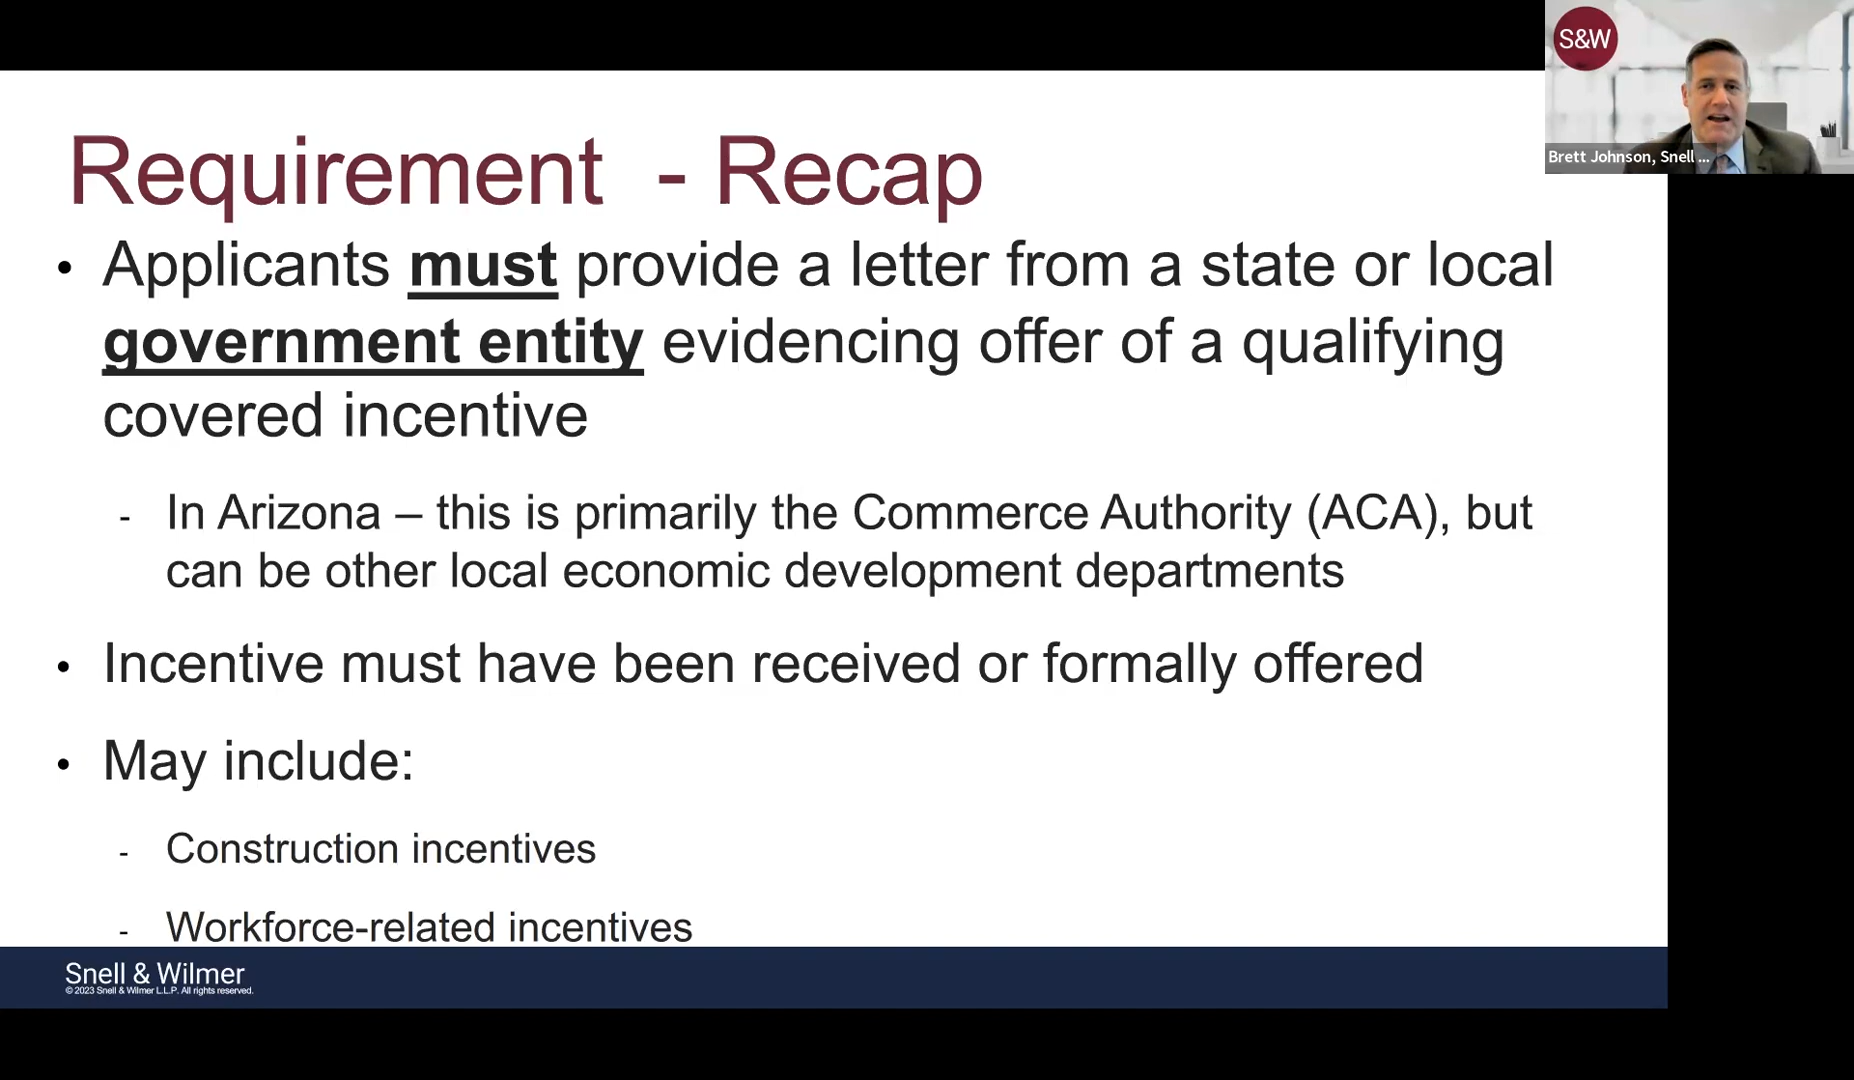 S&W
Brett Johnson, Snell ...
Requirement - Recap
• Applicants must provide a letter from a state or local
government entity evidencing offer of a qualifying
covered incentive
- In Arizona – this is primarily the Commerce Authority (ACA), but
can be other local economic development departments
• Incentive must have been received or formally offered
• May include:
- Construction incentives
- Workforce-related incentives
Snell & Wilmer
© 2023 Snell & Wilmer L.L.P. All rights reserved.